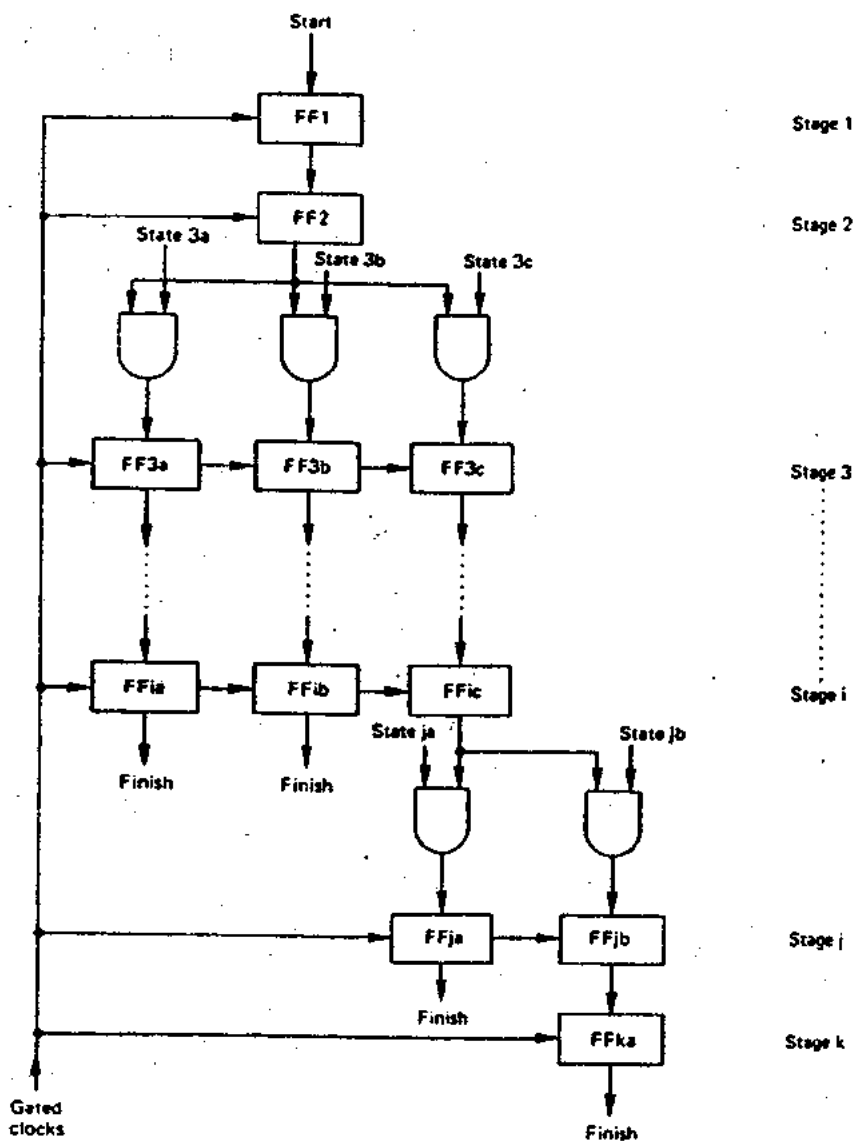 Start
FF1
Stage 1
FF2
Stage 2
State 3a
State 3b
State 3c
FF3a
FF3b
FF3c
Stage 3
FFia
FFib
FFic
Stage i
State ja
State jb
Finish
Finish
FFja
FFjb
Stage j
Finish
FFka
Stage k
Gated
clocks
Finish